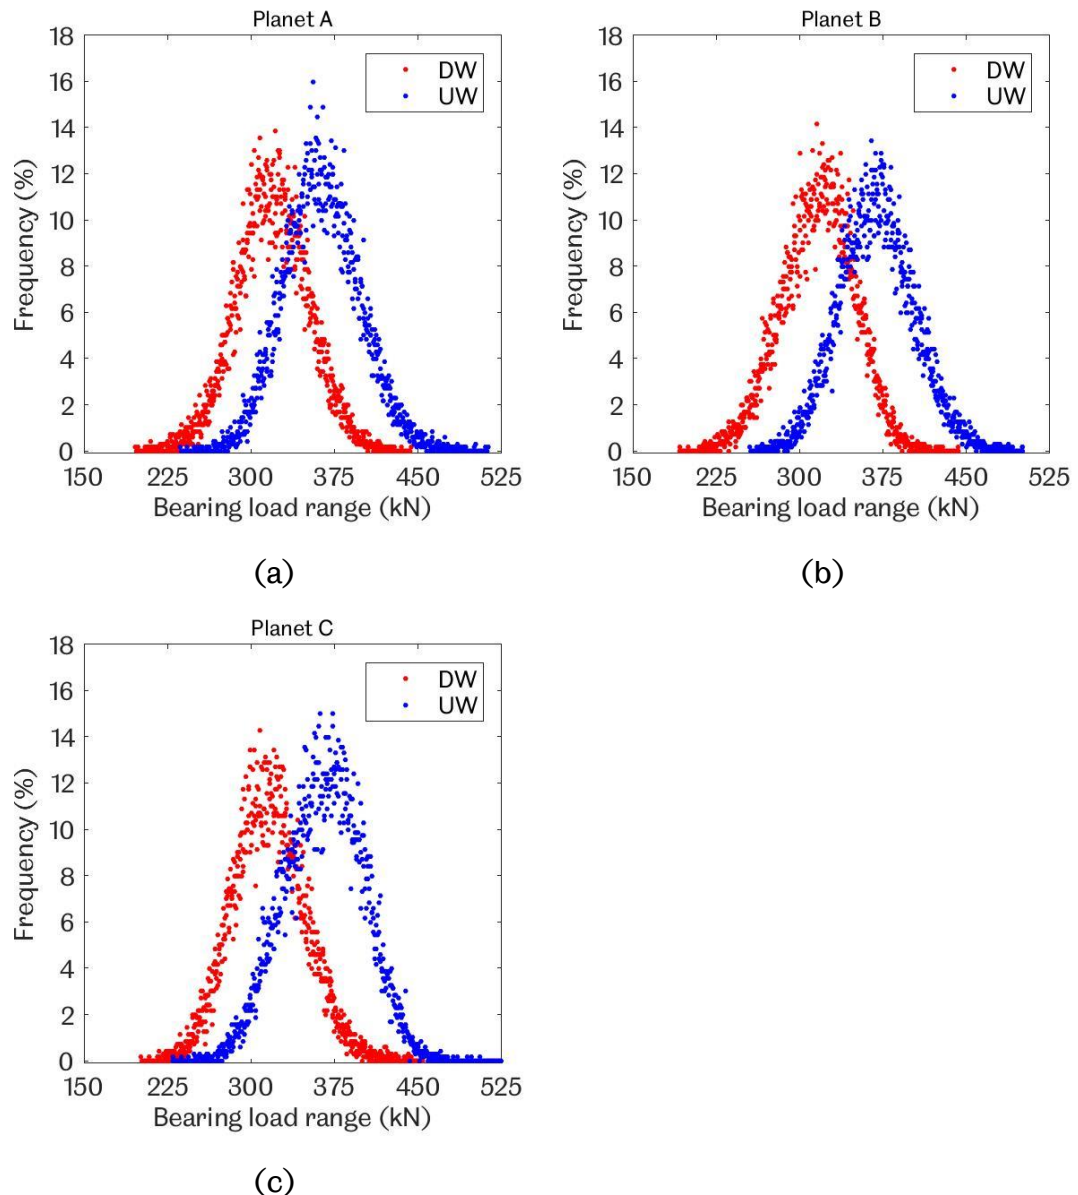 Planet A
18
16
14
12
10
8
6
4
2
0
Frequency (%)
DW
UW
150 225 300 375 450 525
Bearing load range (kN)
(a)
Planet B
18
16
14
12
10
8
6
4
2
0
Frequency (%)
DW
UW
150 225 300 375 450 525
Bearing load range (kN)
(b)
Planet C
18
16
14
12
10
8
6
4
2
0
Frequency (%)
DW
UW
150 225 300 375 450 525
Bearing load range (kN)
(c)